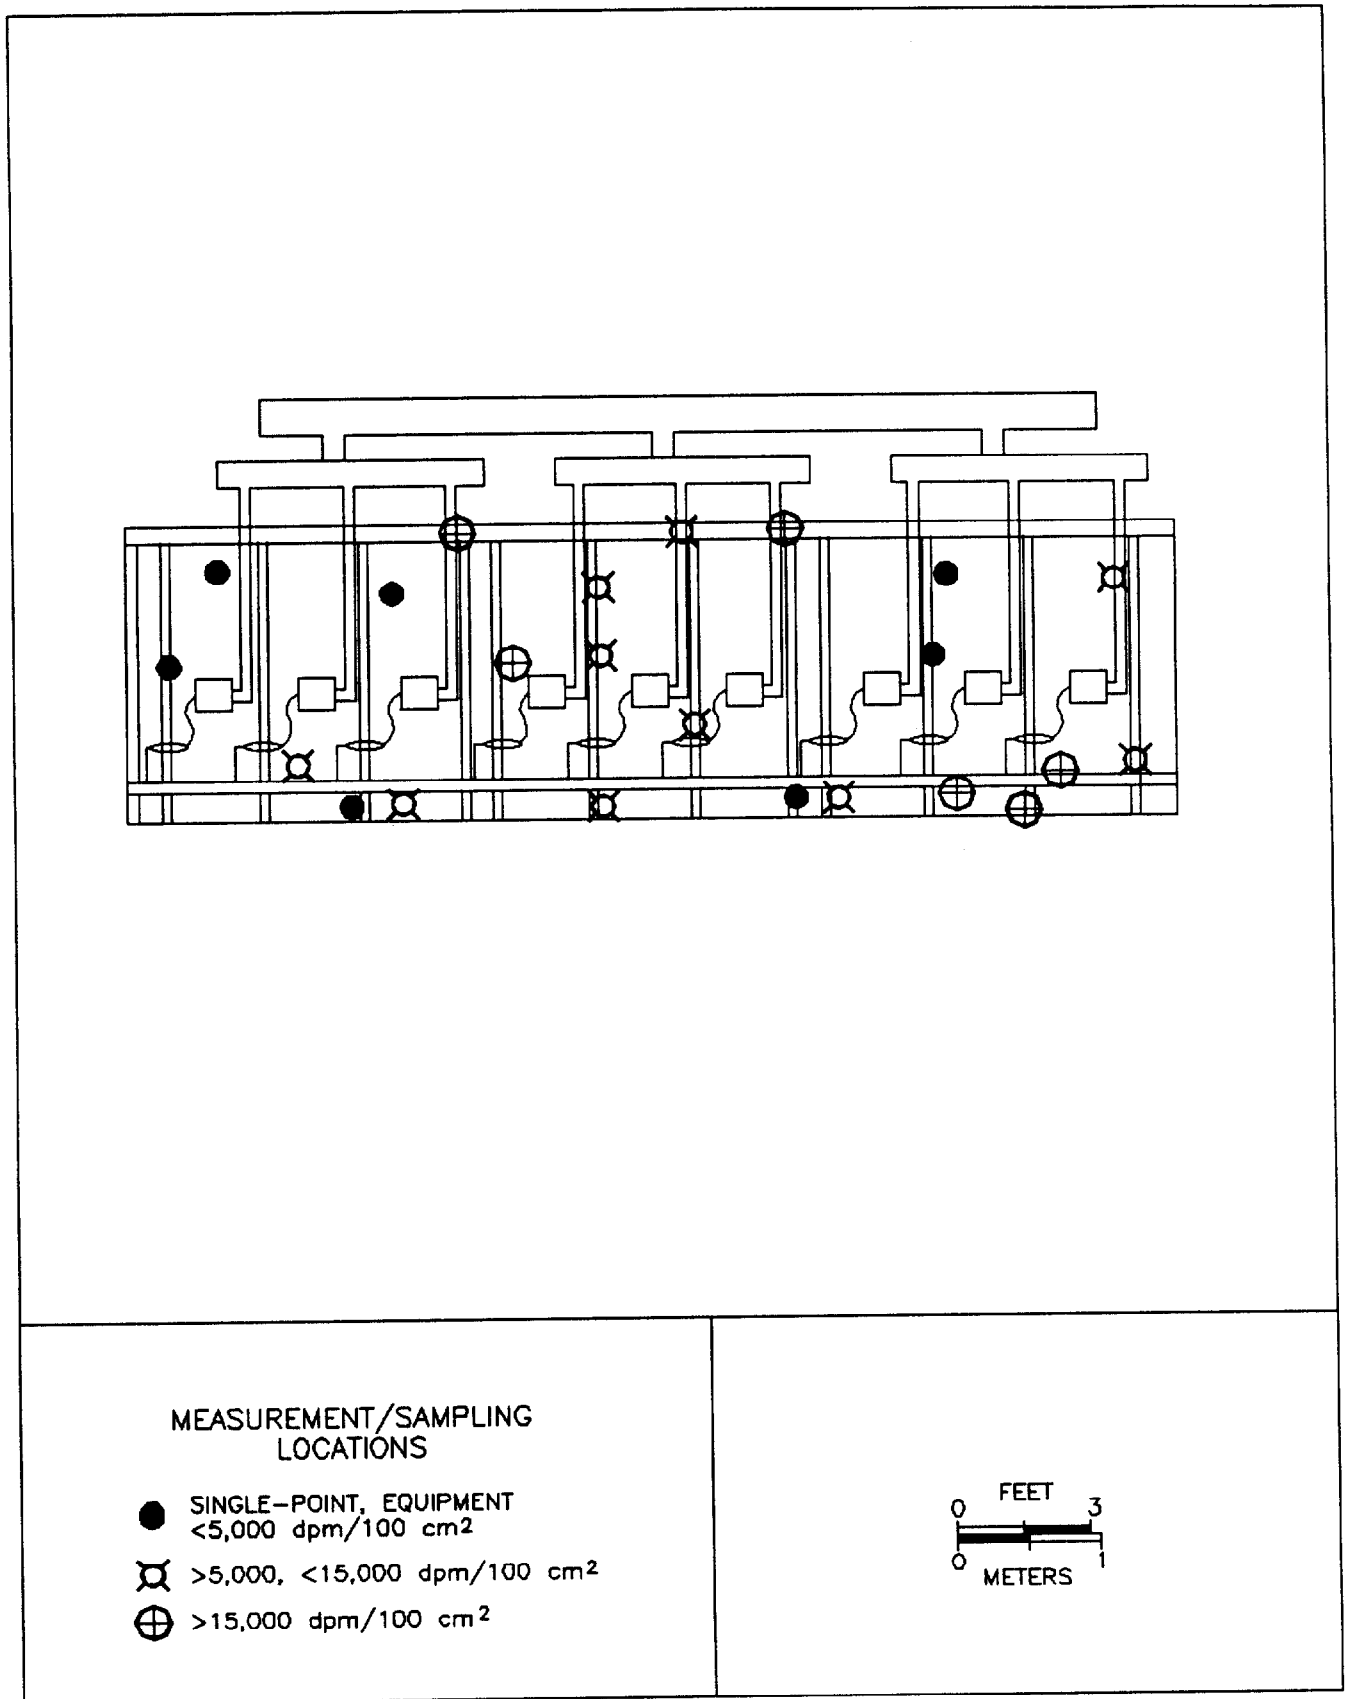 MEASUREMENT/SAMPLING
LOCATIONS
SINGLE-POINT, EQUIPMENT
<5,000 dpm/100 cm²
>5,000, <15,000 dpm/100 cm²
>15,000 dpm/100 cm²
FEET
0 3
0 1
METERS